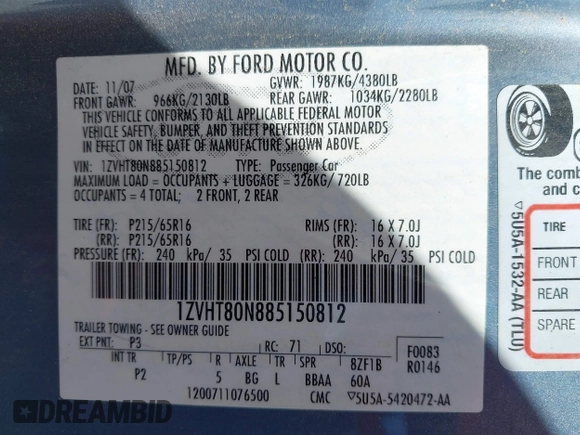 MFD. BY FORD MOTOR CO.
DATE: 11/07 GVWR: 1987KG/4380LB
FRONT GAWR: 966KG/2130LB REAR GAWR: 1034KG/2280LB
THIS VEHICLE CONFORMS TO ALL APPLICABLE FEDERAL MOTOR
VEHICLE SAFETY, BUMPER, AND THEFT PREVENTION STANDARDS
IN EFFECT ON THE DATE OF MANUFACTURE SHOWN ABOVE.
VIN: 1ZVHT80N885150812 TYPE: Passenger Car
MAXIMUM LOAD = OCCUPANTS + LUGGAGE = 326KG/720LB
OCCUPANTS = 4 TOTAL: 2 FRONT, 2 REAR
TIRE: (FR) P215/65R16 RIMS (FR): 16 X 7.0J
(RR): P215/65R16 (RR): 16 X 7.0J
PRESSURE (FR): 240 kPa/ 35 PSI COLD (RR): 240 kPa/ 35 PSI COLD
1ZVHT80N885150812
TRAILER TOWING - SEE OWNER GUIDE
EXT PNT: P3 RC: 71 DSO: F0083
INT TR TP/PS R AXLE TR SPR 8ZF1B R0146
P2 5 BG L BBAA 60A
1200711076500 CMC 5U5A-5420472-AA
The comb
and c
5U5A-1532-AA (TLU)
TIRE
FRONT
REAR
SPARE
DREAMBID